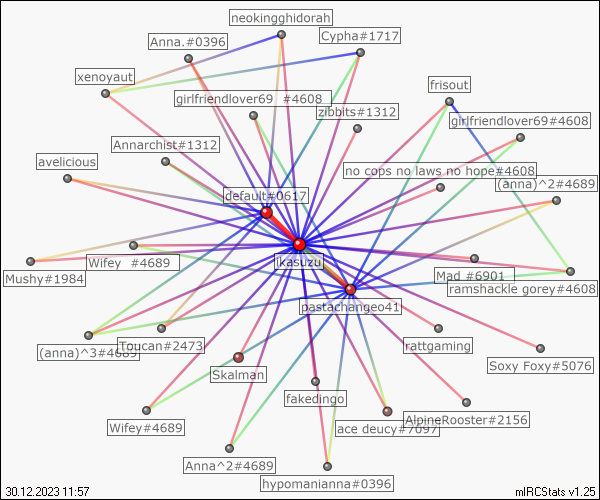 neokingghidorah
Anna.#0396
Cypha#1717
xenoyaut
frisout
girlfriendlover69 #4608
zibbits#1312
girlfriendlover69#4608
Annarchist#1312
avelicious
no cops no laws no hope#4608
(anna)^2#4689
default#0617
ikasuzu
Wifey #4689
Mad #6901
Mushy#1984
ramshackle gorey#4608
pastachangeo41
(anna)^3#4689
Toucan#2473
rattgaming
Soxy Foxy#5076
Skalman
fakedingo
AlpineRooster#2156
Wifey#4689
ace deucy#7097
Anna^2#4689
hypomanianna#0396
30.12.2023 11:57
mIRCStats v1.25